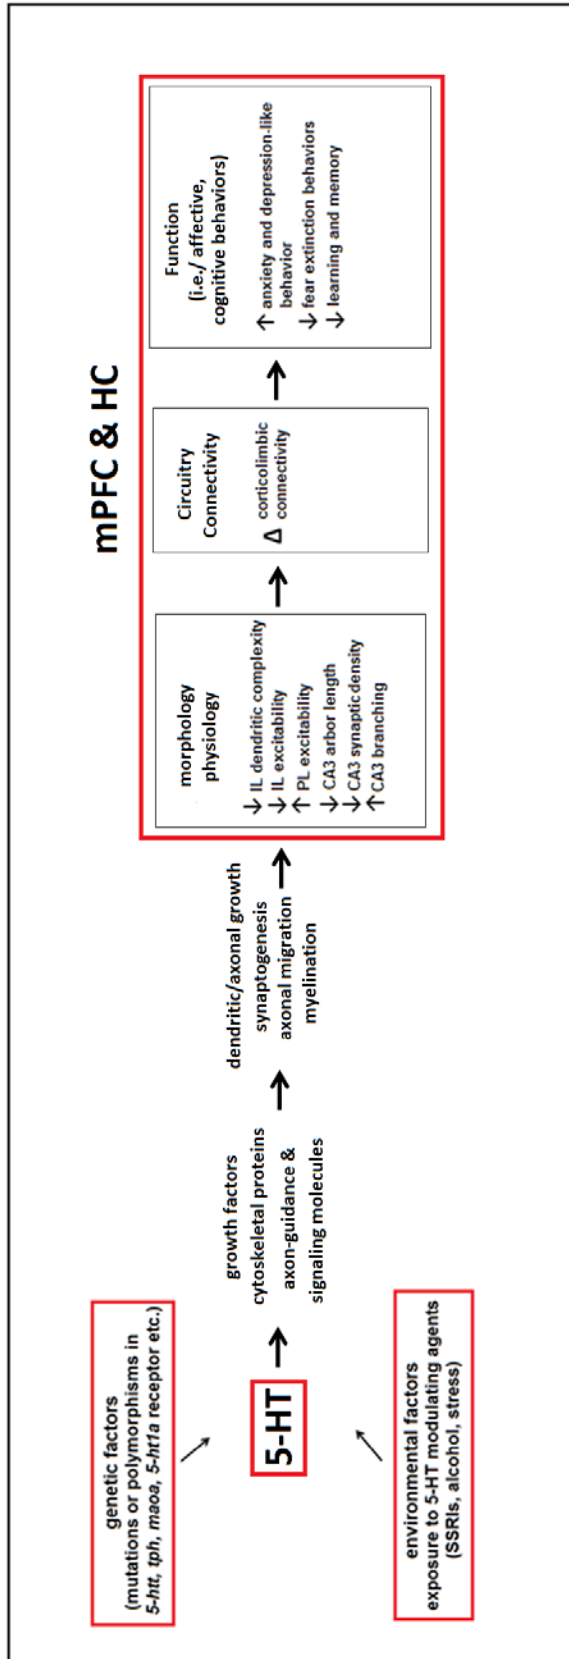 genetic factors
(mutations or polymorphisms in
5-htt, tph, maoa, 5-ht1a receptor etc.)
5-HT
environmental factors
exposure to 5-HT modulating agents
(SSRIs, alcohol, stress)
growth factors
cytoskeletal proteins
axon-guidance &
signaling molecules
dendritic/axonal growth
synaptogenesis
axonal migration
myelination
mPFC & HC
morphology
physiology
↓ IL dendritic complexity
↓ IL excitability
↑ PL excitability
↓ CA3 arbor length
↓ CA3 synaptic density
↑ CA3 branching
Circuitry
Connectivity
Δ corticolimbic
connectivity
Function
(i.e./ affective,
cognitive behaviors)
↑ anxiety and depression-like
behavior
↓ fear extinction behaviors
↓ learning and memory